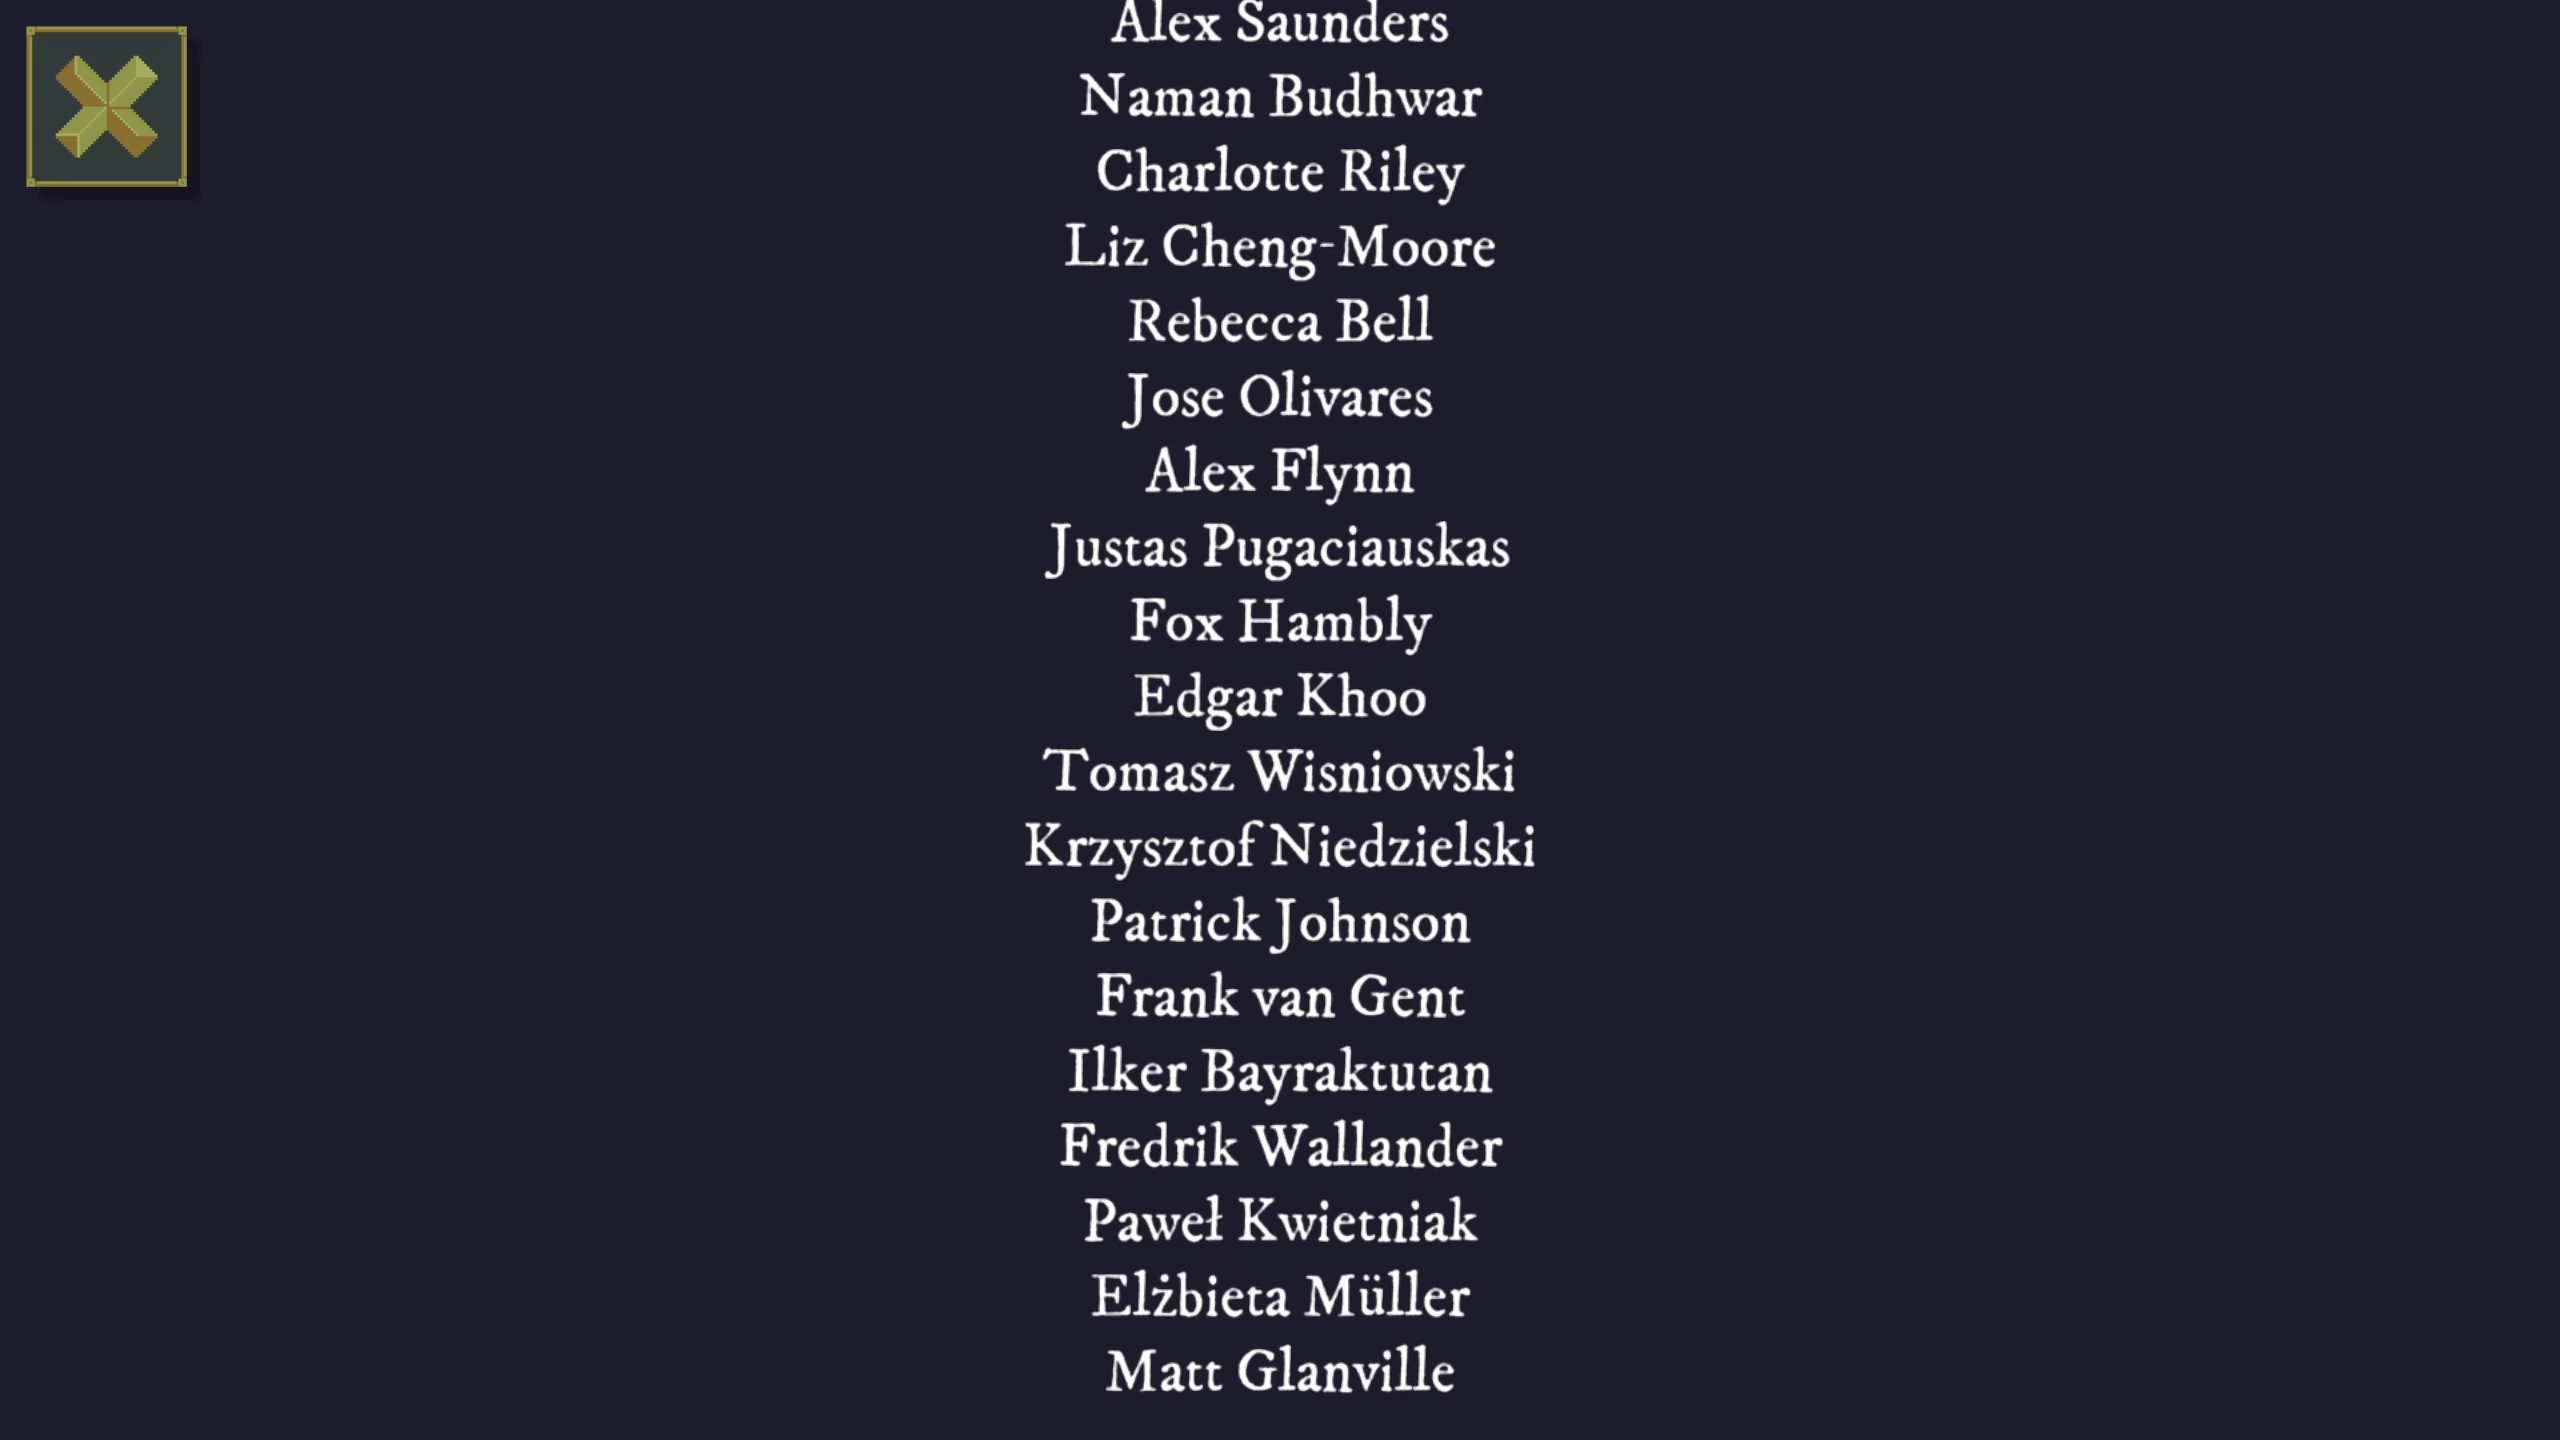 Alex Saunders
Naman Budhwar
Charlotte Riley
Liz Cheng-Moore
Rebecca Bell
Jose Olivares
Alex Flynn
Justas Pugaciauskas
Fox Hambly
Edgar Khoo
Tomasz Wisniowski
Krzysztof Niedzielski
Patrick Johnson
Frank van Gent
Ilker Bayraktutan
Fredrik Wallander
Paweł Kwietniak
Elżbieta Müller
Matt Glanville